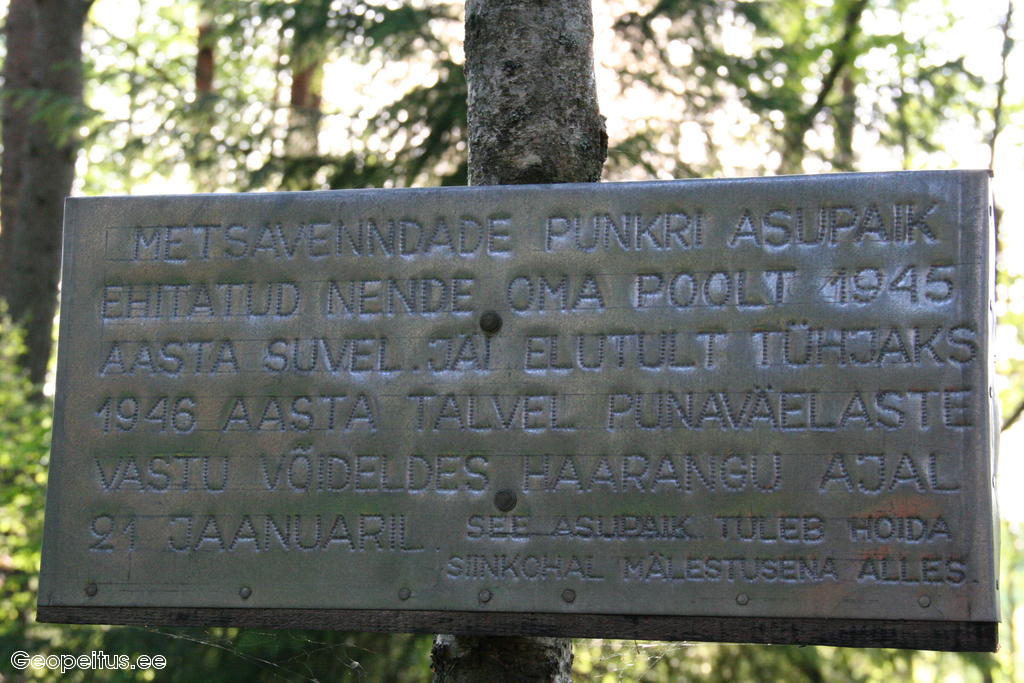 METSAVENNDADE PUNKRI ASUPAIK
EHITATUD NENDE OMA POOLT 1945
AASTA SUVEL. JÄI ELUTULT TÜHJAKS
1946 AASTA TALVEL PUNAVÄELASTE
VASTU VÕIDELDES HAARANGU AJAL
21 JAANUARIL. SEE ASUPAIK TULEB HOIDA
SIINKOHAL MÄLESTUSENA ALLES.
Geopeitus.ee